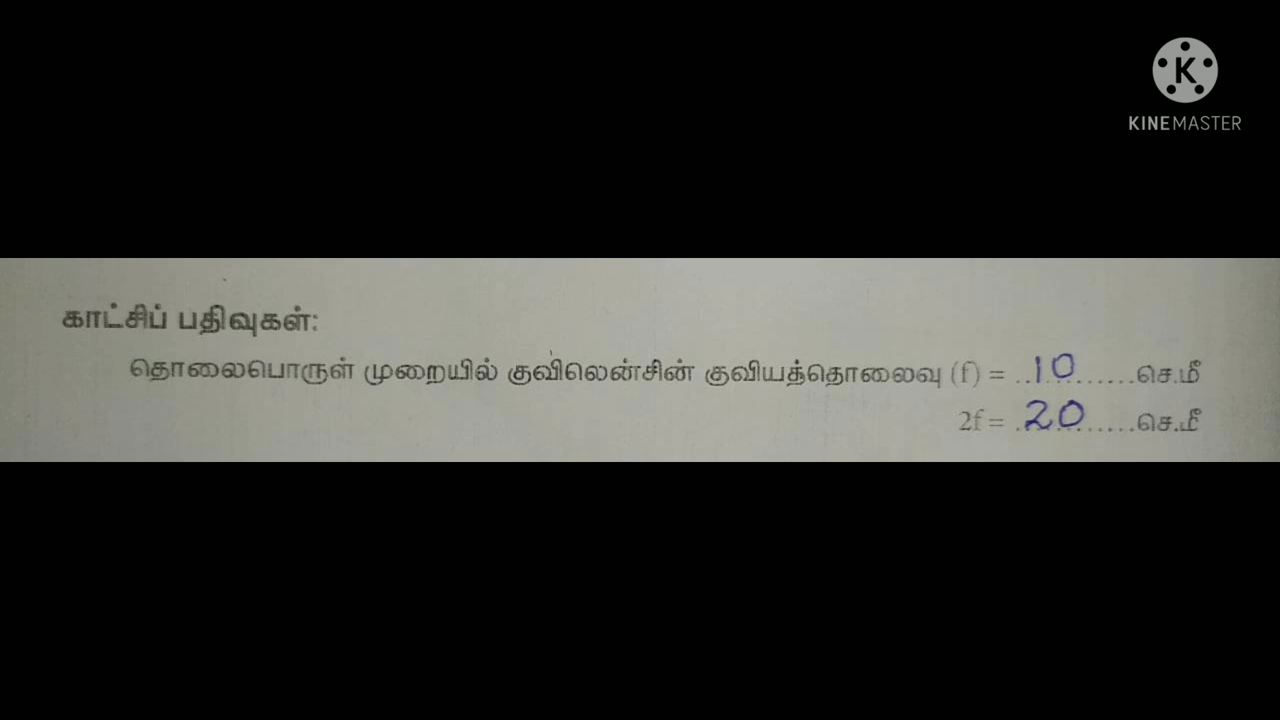 KINEMASTER
காட்சிப் பதிவுகள்:
தொலைபொருள் முறையில் குவிலென்சின் குவியத்தொலைவு (f) = ..10........செ.மீ
2f = .20........செ.மீ